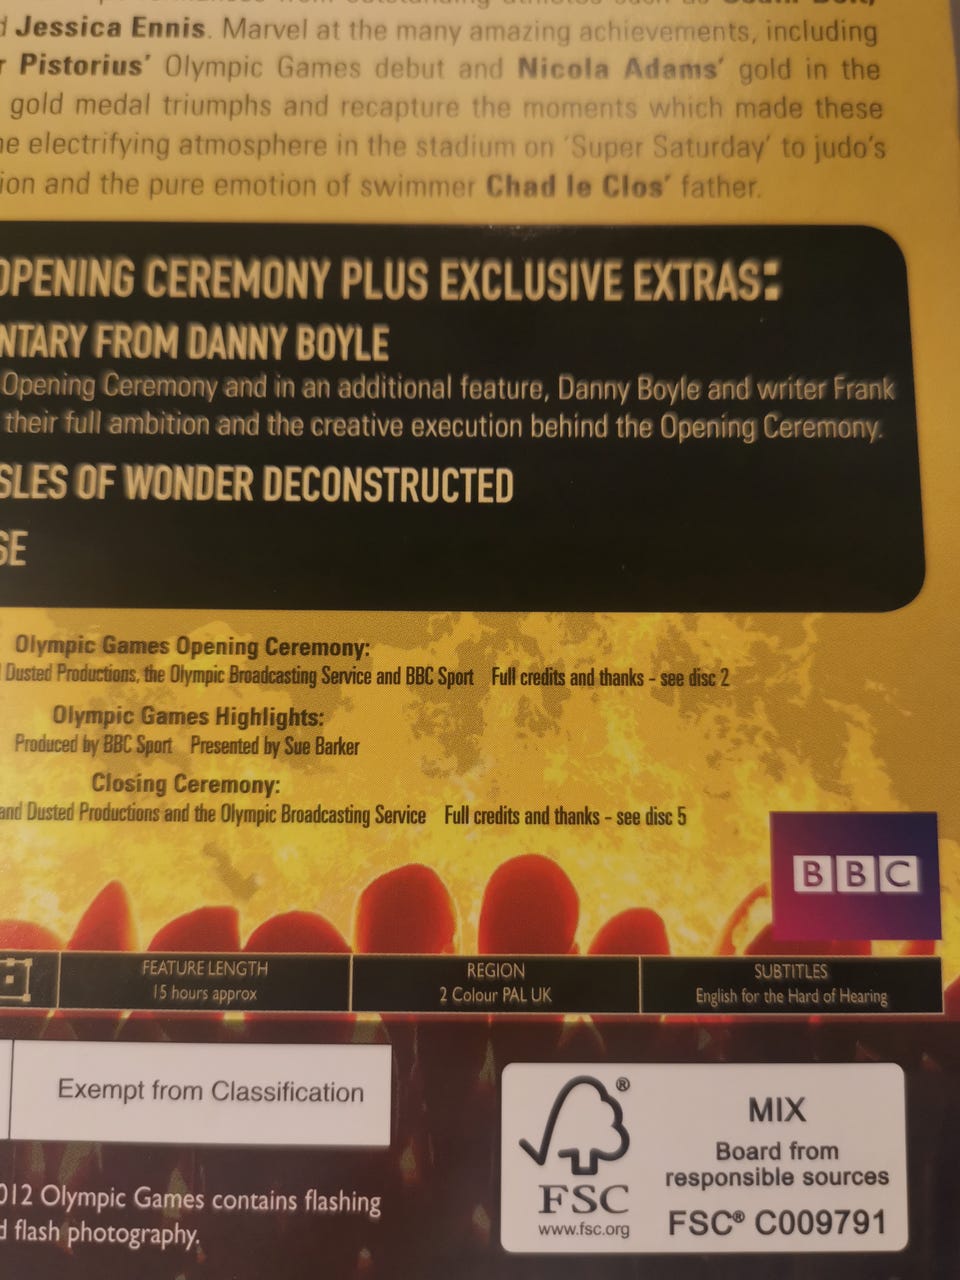 Jessica Ennis. Marvel at the many amazing achievements, including
Pistorius' Olympic Games debut and Nicola Adams' gold in the
gold medal triumphs and recapture the moments which made these
electrifying atmosphere in the stadium on 'Super Saturday' to judo's
and the pure emotion of swimmer Chad le Clos' father.
OPENING CEREMONY PLUS EXCLUSIVE EXTRAS:
NTARY FROM DANNY BOYLE
Opening Ceremony and in an additional feature, Danny Boyle and writer Frank
their full ambition and the creative execution behind the Opening Ceremony.
SLES OF WONDER DECONSTRUCTED
SE
Olympic Games Opening Ceremony:
Dusted Productions, the Olympic Broadcasting Service and BBC Sport Full credits and thanks - see disc 2
Olympic Games Highlights:
Produced by BBC Sport Presented by Sue Barker
Closing Ceremony:
and Dusted Productions and the Olympic Broadcasting Service Full credits and thanks - see disc 5
BBC
FEATURE LENGTH
15 hours approx
REGION
2 Colour PAL UK
SUBTITLES
English for the Hard of Hearing
Exempt from Classification
012 Olympic Games contains flashing
flash photography.
®
FSC
www.fsc.org
MIX
Board from
responsible sources
FSC® C009791